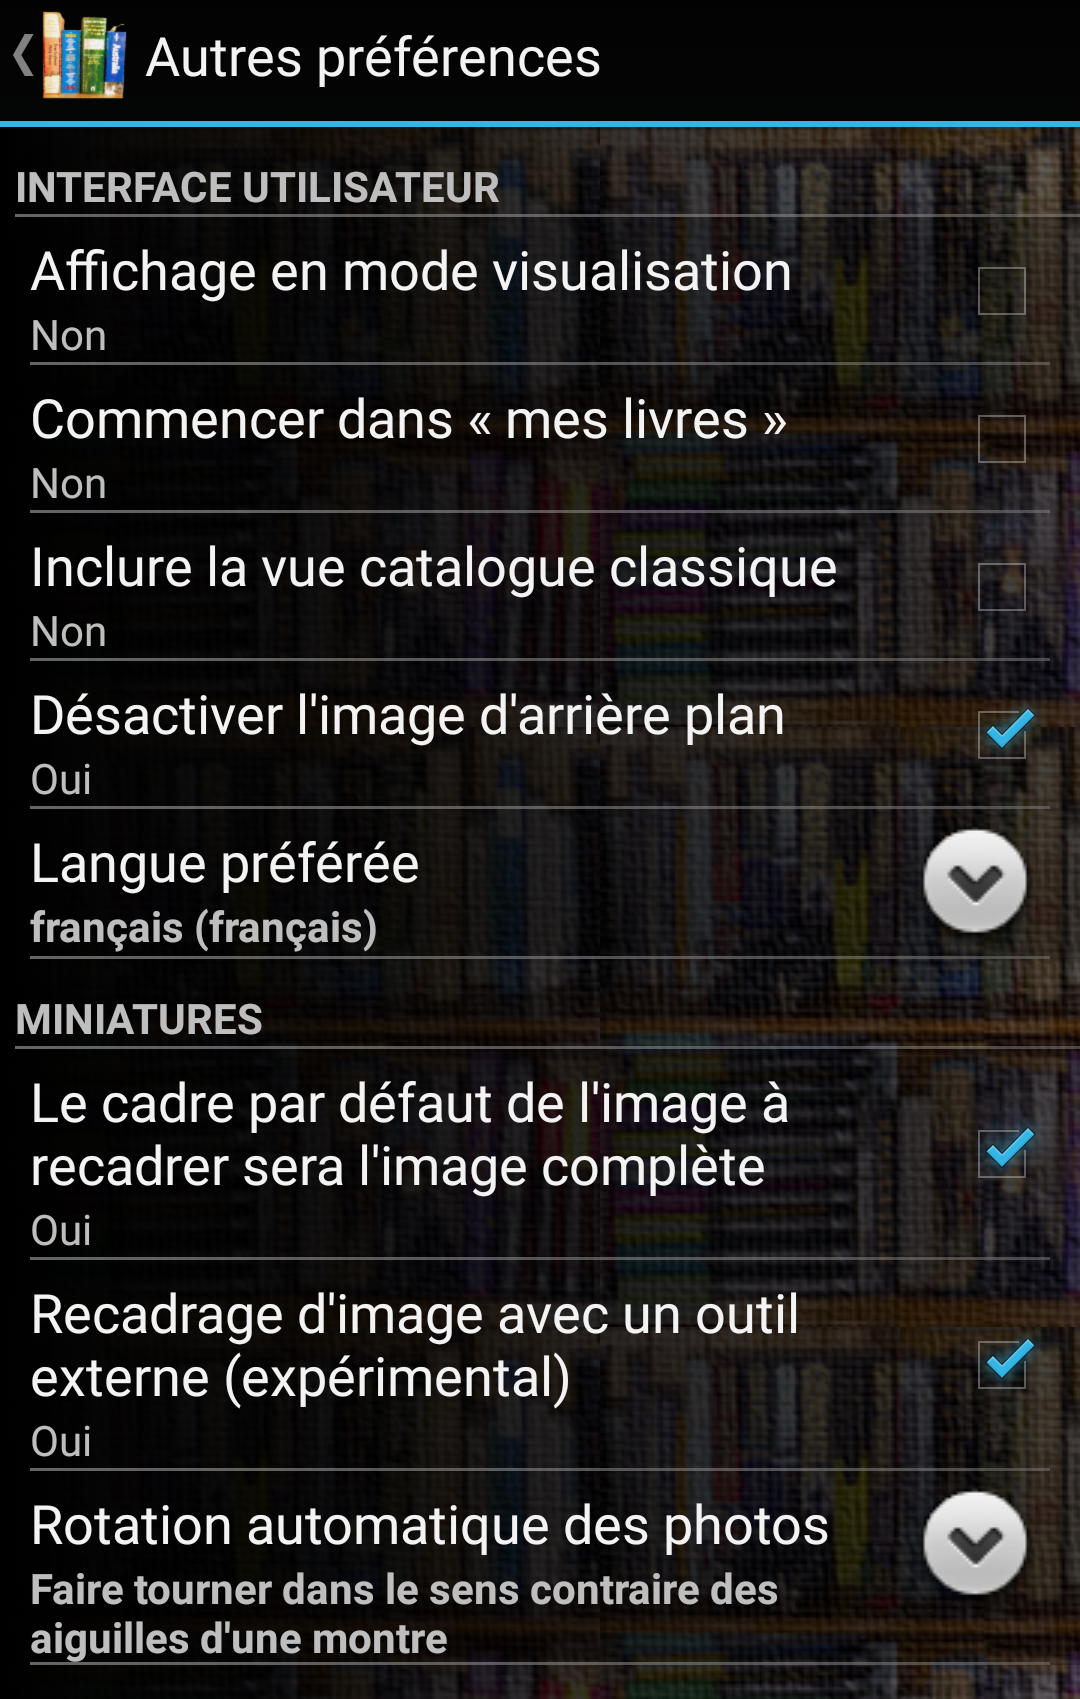 Autres préférences
INTERFACE UTILISATEUR
Affichage en mode visualisation
Non
Commencer dans « mes livres »
Non
Inclure la vue catalogue classique
Non
Désactiver l'image d'arrière plan
Oui
Langue préférée
français (français)
MINIATURES
Le cadre par défaut de l'image à
recadrer sera l'image complète
Oui
Recadrage d'image avec un outil
externe (expérimental)
Oui
Rotation automatique des photos
Faire tourner dans le sens contraire des
aiguilles d'une montre